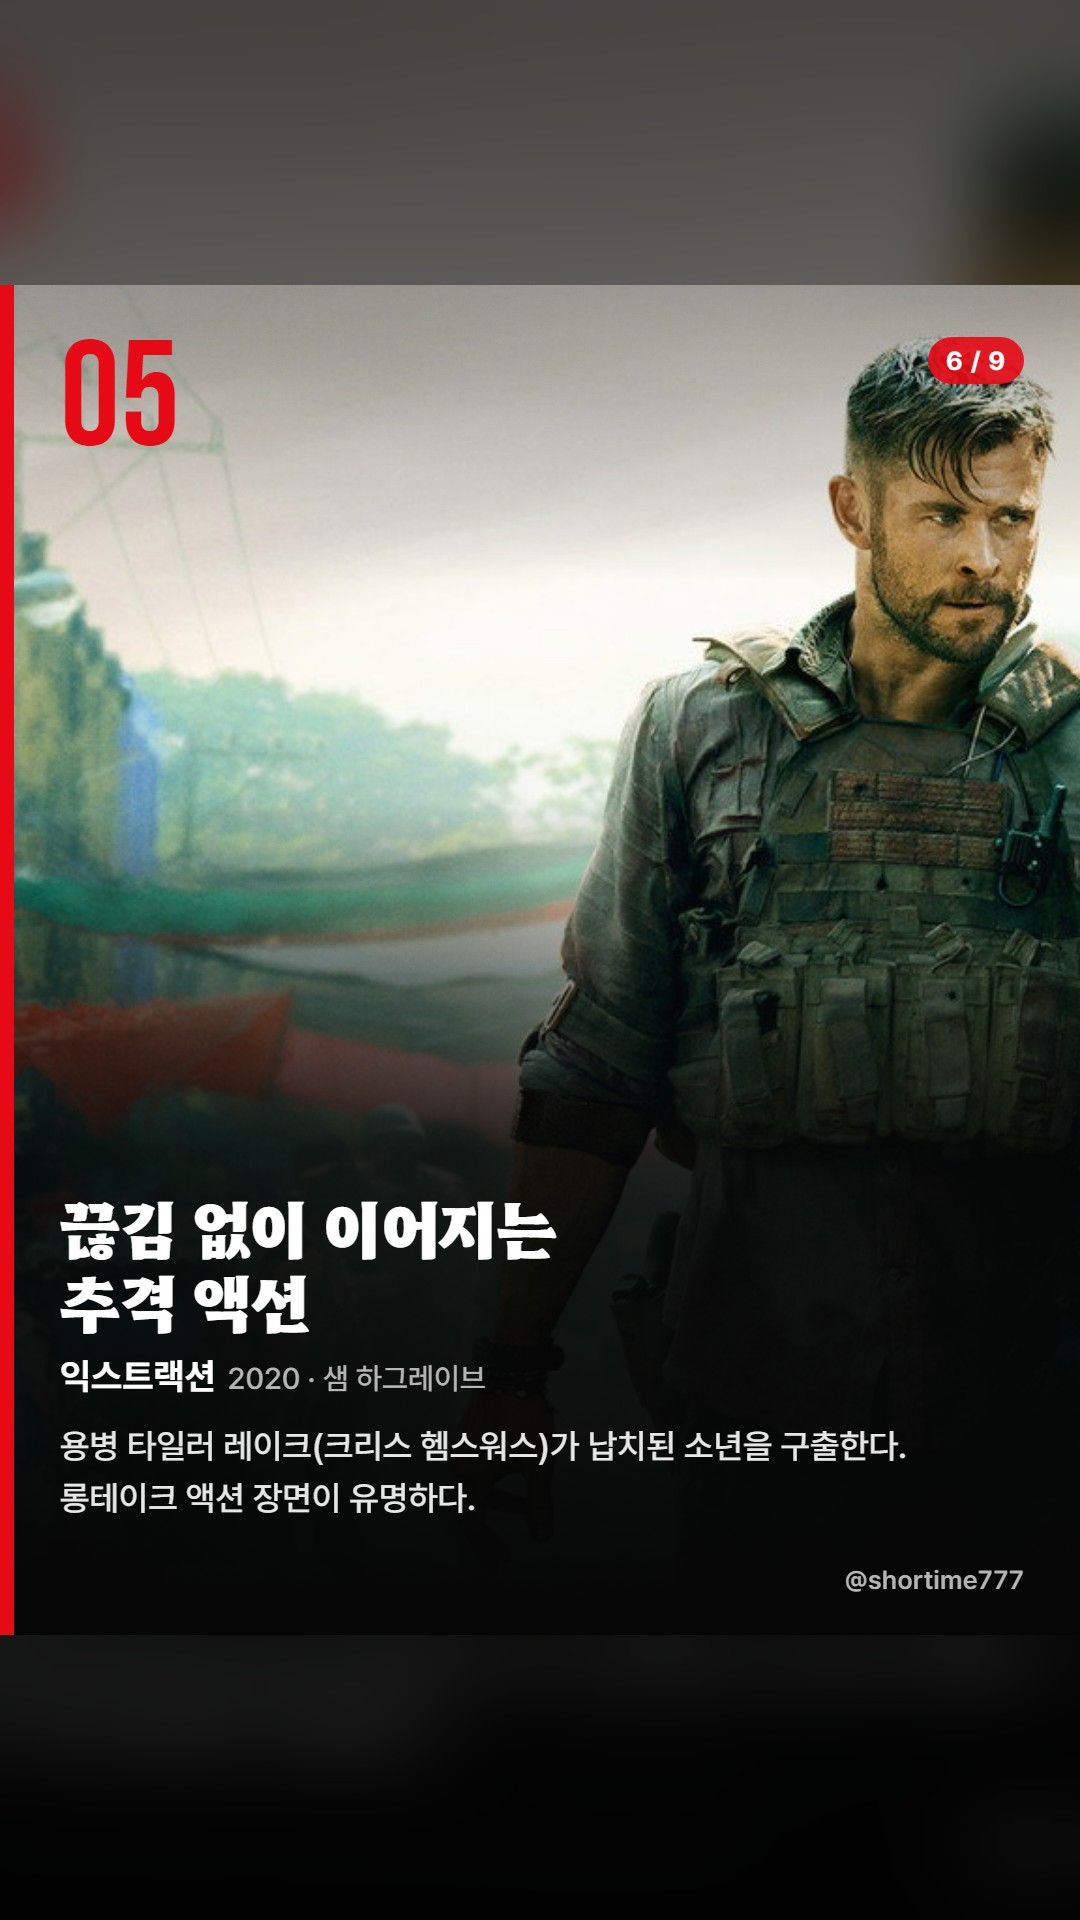 05
6 / 9
끊김 없이 이어지는
추격 액션
익스트랙션 2020 · 샘 하그레이브
용병 타일러 레이크(크리스 헴스워스)가 납치된 소년을 구출한다.
롱테이크 액션 장면이 유명하다.
@shortime777